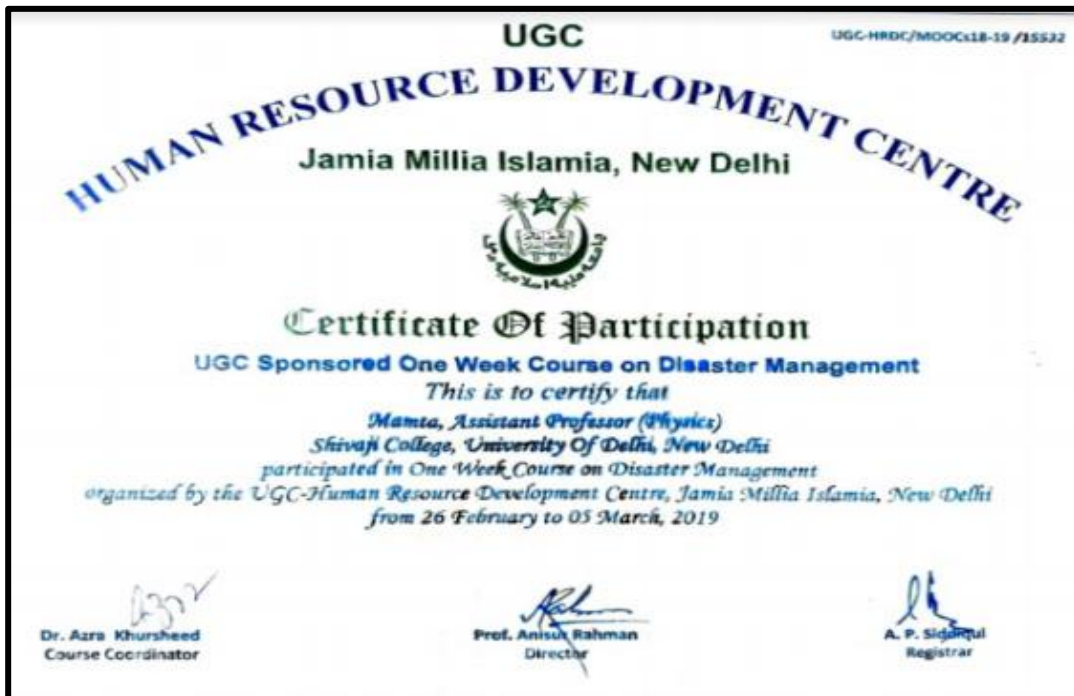 UGC
UGC-HRDC/MOOCs18-19 /15532
HUMAN RESOURCE DEVELOPMENT CENTRE
Jamia Millia Islamia, New Delhi
Certificate Of Participation
UGC Sponsored One Week Course on Disaster Management
This is to certify that
Mamta, Assistant Professor (Physics)
Shivaji College, University Of Delhi, New Delhi
participated in One Week Course on Disaster Management
organized by the UGC-Human Resource Development Centre, Jamia Millia Islamia, New Delhi
from 26 February to 05 March, 2019
Dr. Azra Khursheed
Course Coordinator
Prof. Anisur Rahman
Director
A. P. Siddiqui
Registrar